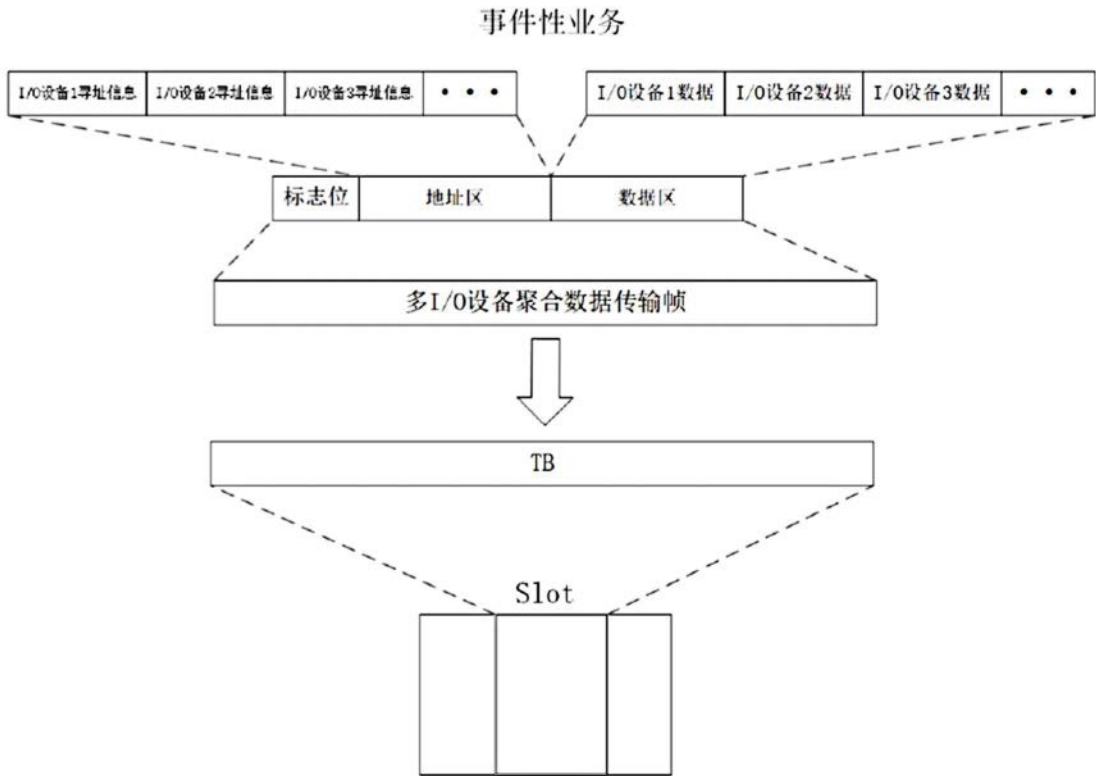 事件性业务
I/O设备1寻址信息 I/O设备2寻址信息 I/O设备3寻址信息 • • • I/O设备1数据 I/O设备2数据 I/O设备3数据 • • •
标志位 地址区 数据区
多I/O设备聚合数据传输帧
TB
Slot